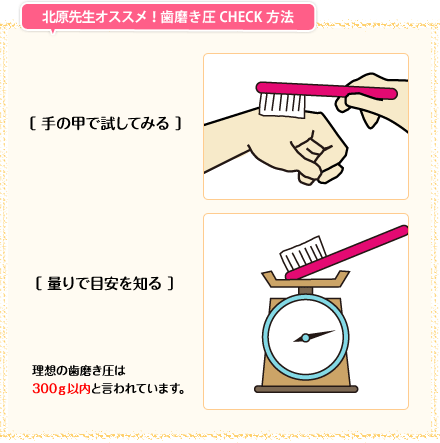 北原先生オススメ！歯磨き圧 CHECK 方法
[ 手の甲で試してみる ]
[ 量りで目安を知る ]
理想の歯磨き圧は
300g以内と言われています。